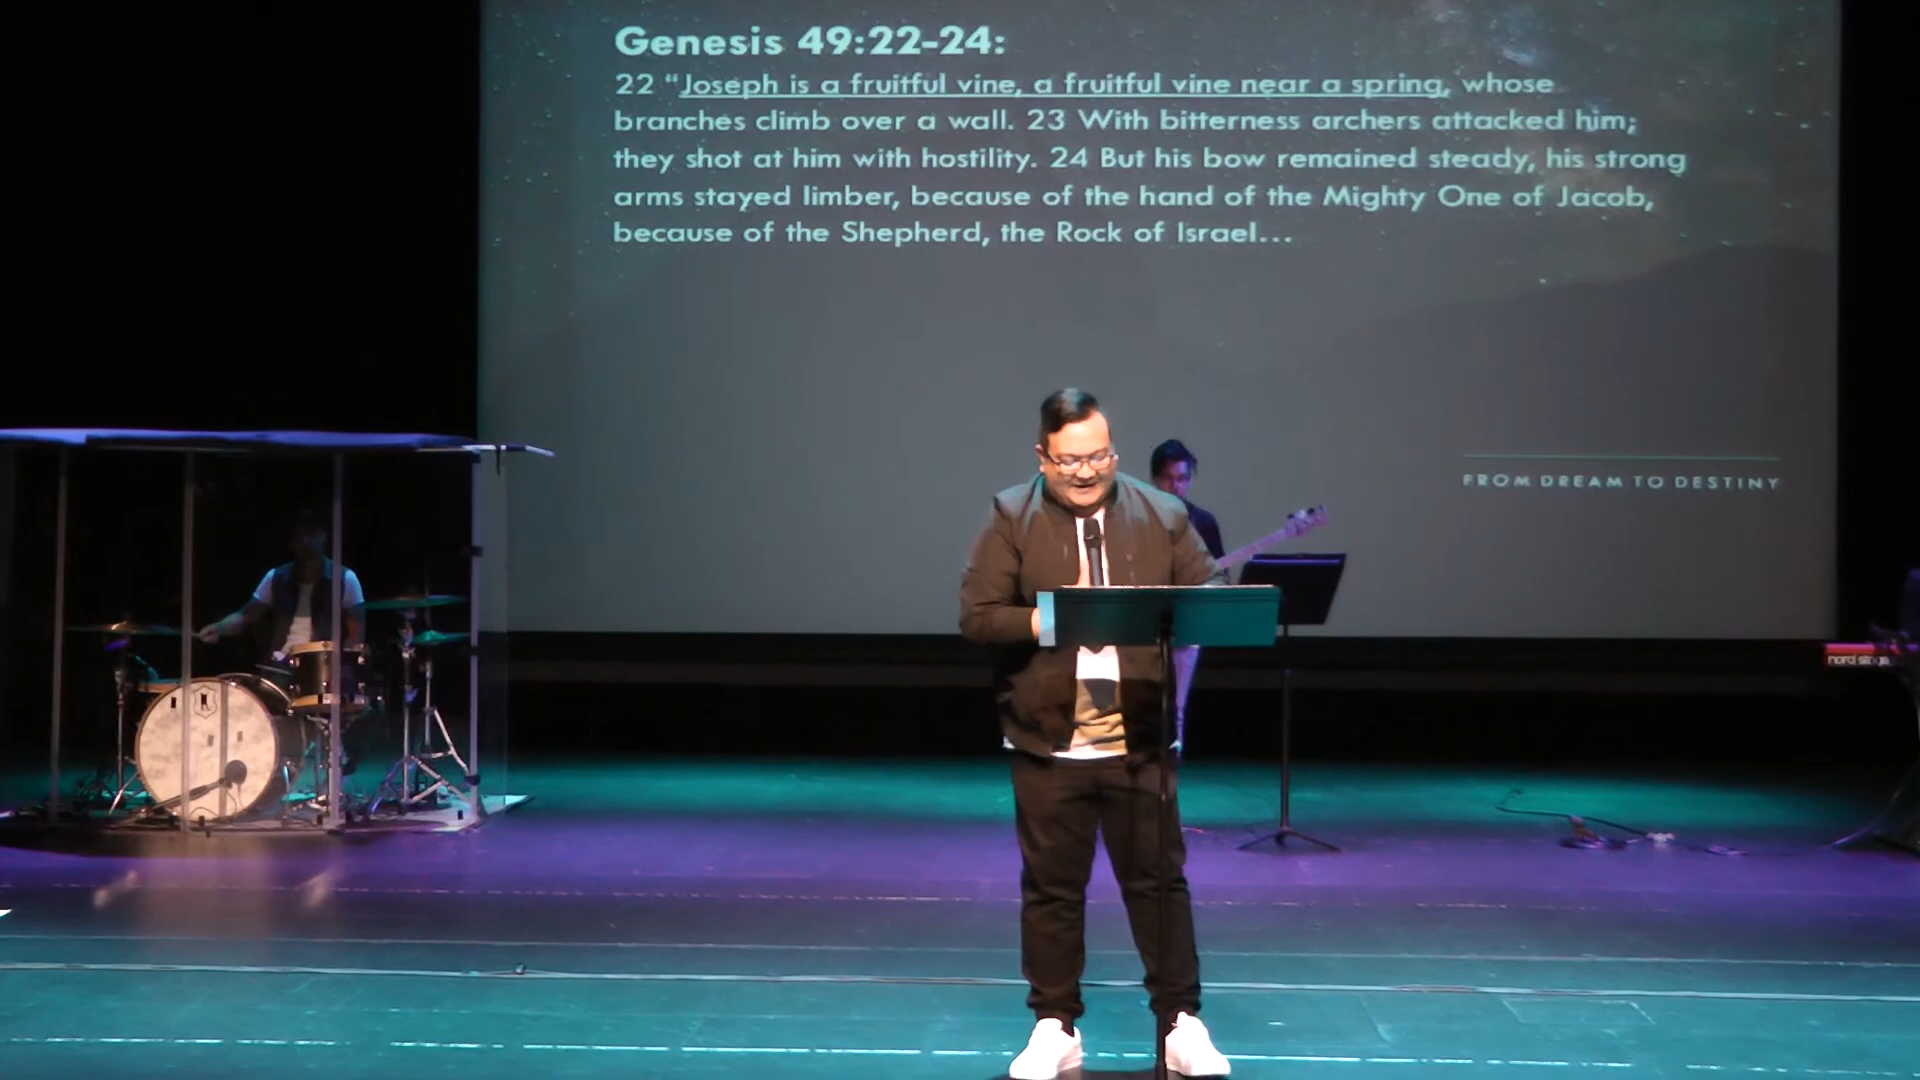 Genesis 49:22-24:
22 “Joseph is a fruitful vine, a fruitful vine near a spring, whose
branches climb over a wall. 23 With bitterness archers attacked him;
they shot at him with hostility. 24 But his bow remained steady, his strong
arms stayed limber, because of the hand of the Mighty One of Jacob,
because of the Shepherd, the Rock of Israel...
FROM DREAM TO DESTINY
nord stage